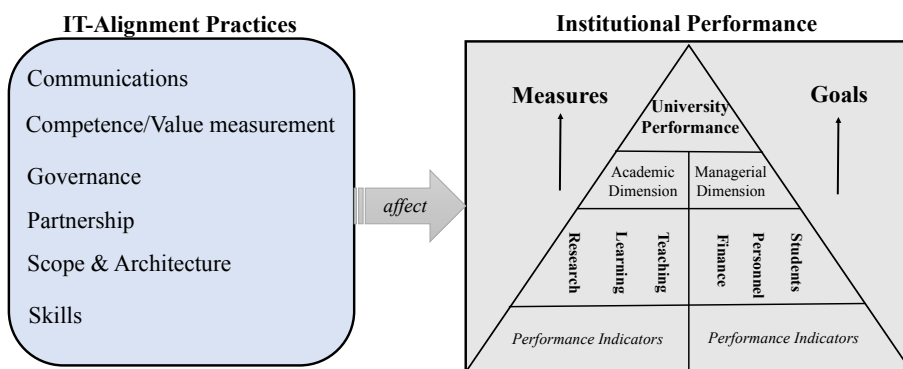 IT-Alignment Practices
Communications
Competence/Value measurement
Governance
Partnership
Scope & Architecture
Skills
affect
Institutional Performance
Measures
Goals
University
Performance
Academic
Dimension
Managerial
Dimension
Research
Learning
Teaching
Finance
Personnel
Students
Performance Indicators
Performance Indicators